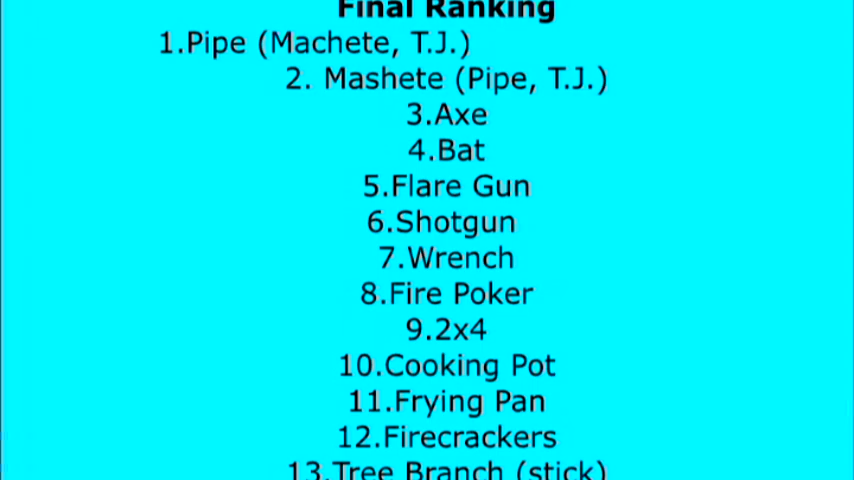 Final Ranking
1.Pipe (Machete, T.J.)
2. Mashete (Pipe, T.J.)
3.Axe
4.Bat
5.Flare Gun
6.Shotgun
7.Wrench
8.Fire Poker
9.2x4
10.Cooking Pot
11.Frying Pan
12.Firecrackers
13.Tree Branch (stick)